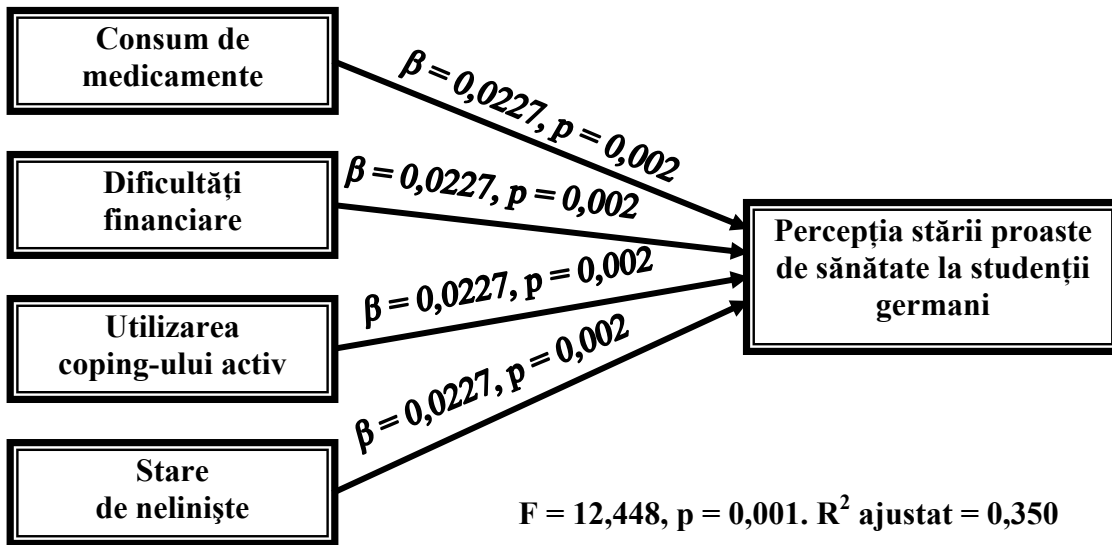 Consum de
medicamente
β = 0,0227, p = 0,002
Dificultăți
financiare
β = 0,0227, p = 0,002
Percepția stării proaste
de sănătate la studenții
germani
Utilizarea
coping-ului activ
β = 0,0227, p = 0,002
Stare
de nelinişte
β = 0,0227, p = 0,002
F = 12,448, p = 0,001. R² ajustat = 0,350